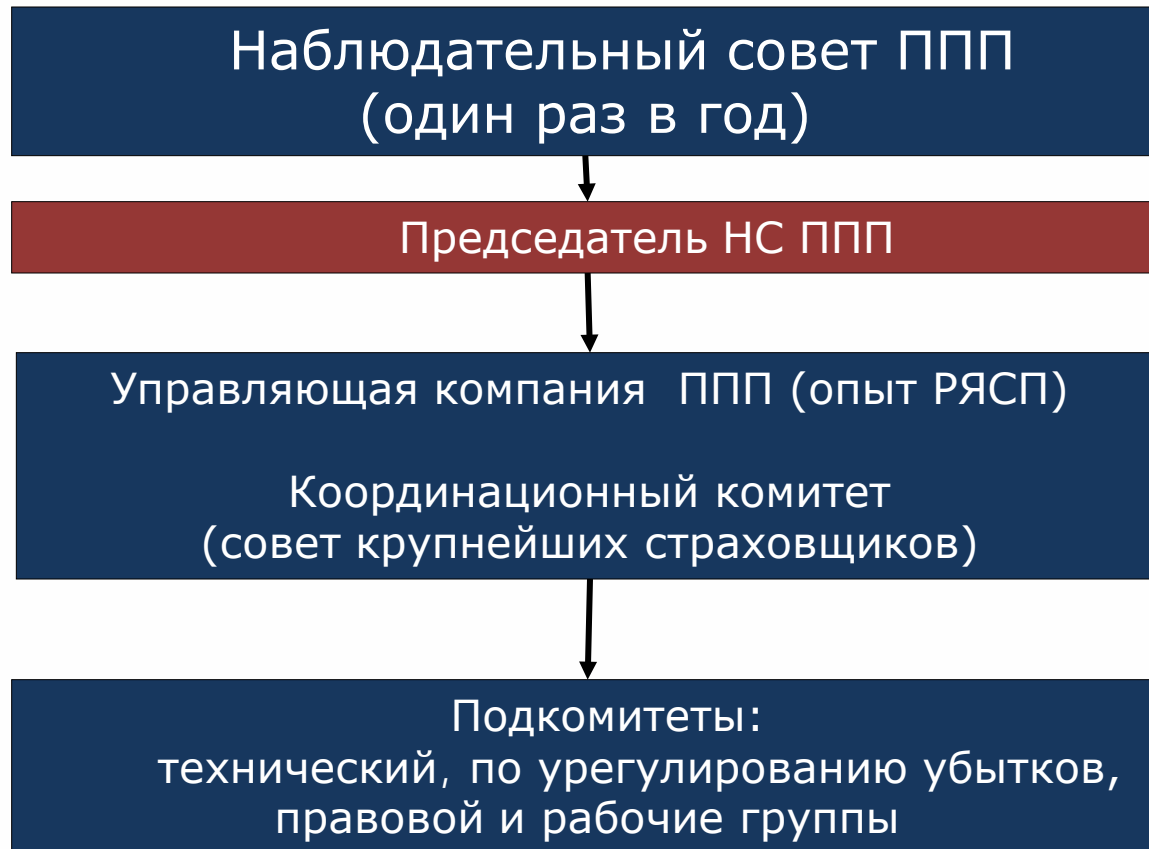 Наблюдательный совет ППП
(один раз в год)
Председатель НС ППП
Управляющая компания ППП (опыт РЯСП)
Координационный комитет
(совет крупнейших страховщиков)
Подкомитеты:
технический, по урегулированию убытков,
правовой и рабочие группы